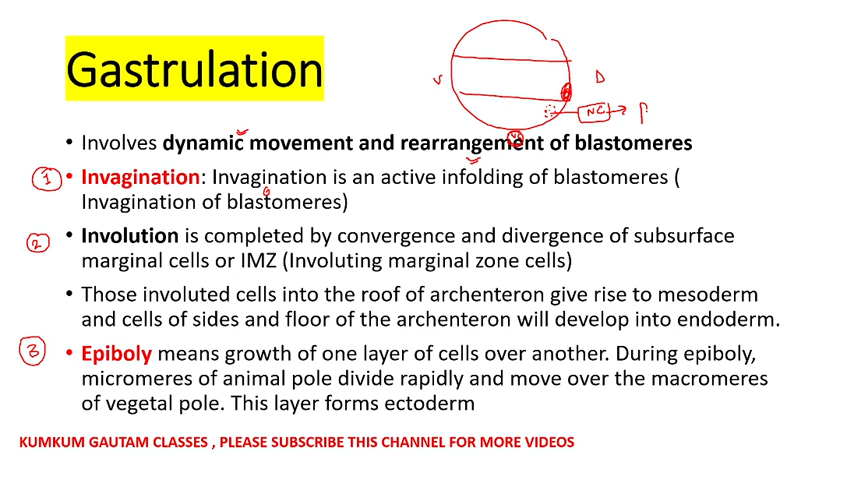 Gastrulation
V
D
NC
P
VP
• Involves dynamic movement and rearrangement of blastomeres
1
• Invagination: Invagination is an active infolding of blastomeres (
Invagination of blastomeres)
2
• Involution is completed by convergence and divergence of subsurface
marginal cells or IMZ (Involuting marginal zone cells)
• Those involuted cells into the roof of archenteron give rise to mesoderm
and cells of sides and floor of the archenteron will develop into endoderm.
3
• Epiboly means growth of one layer of cells over another. During epiboly,
micromeres of animal pole divide rapidly and move over the macromeres
of vegetal pole. This layer forms ectoderm
KUMKUM GAUTAM CLASSES , PLEASE SUBSCRIBE THIS CHANNEL FOR MORE VIDEOS